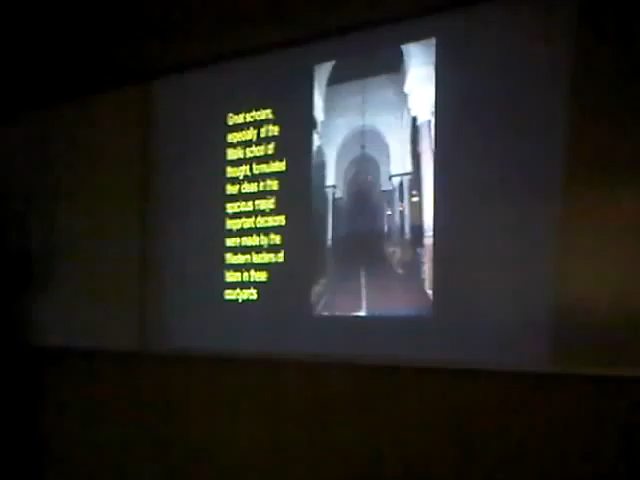 Great scholars,
especially of the
Maliki school of
thought, formulated
their ideas in this
spacious masjid
Important decisions
were made by the
Western leaders of
Islam in these
courtyards